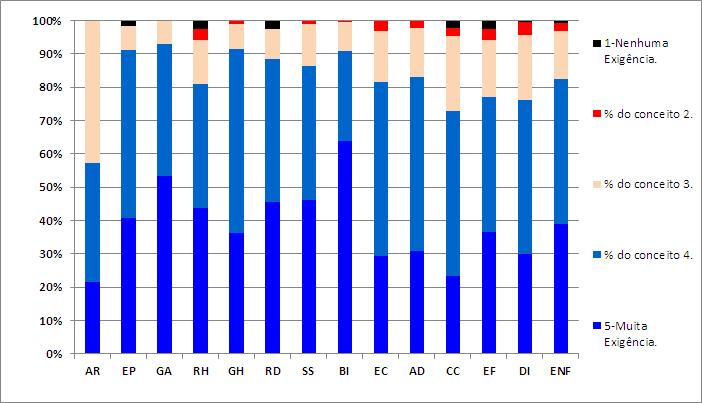 100%
90%
80%
70%
60%
50%
40%
30%
20%
10%
0%
AR EP GA RH GH RD SS BI EC AD CC EF DI ENF
1-Nenhuma
Exigência.
% do conceito 2.
% do conceito 3.
% do conceito 4.
5-Muita
Exigência.